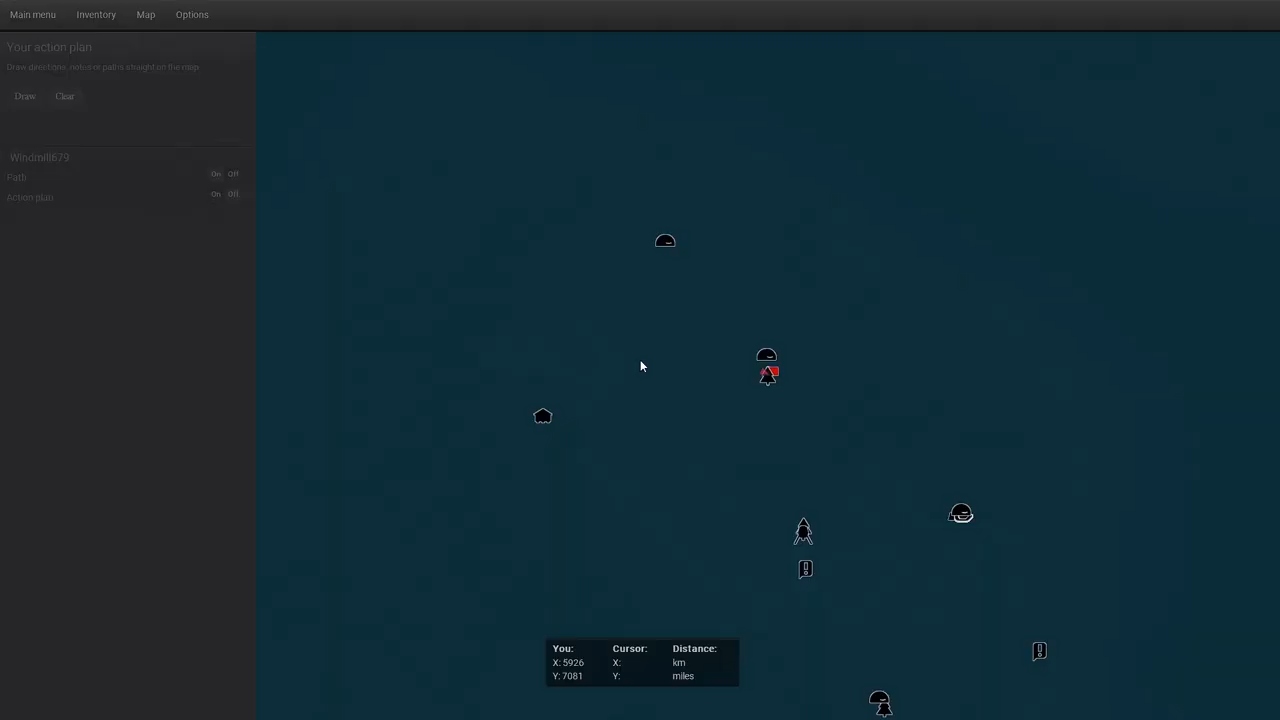 Main menu Inventory Map Options
Your action plan
Draw directions, notes or paths straight on the map.
Draw Clear
Windmill679
Path On Off
Action plan On Off
You: Cursor: Distance:
X: 5926 X: km
Y: 7081 Y: miles